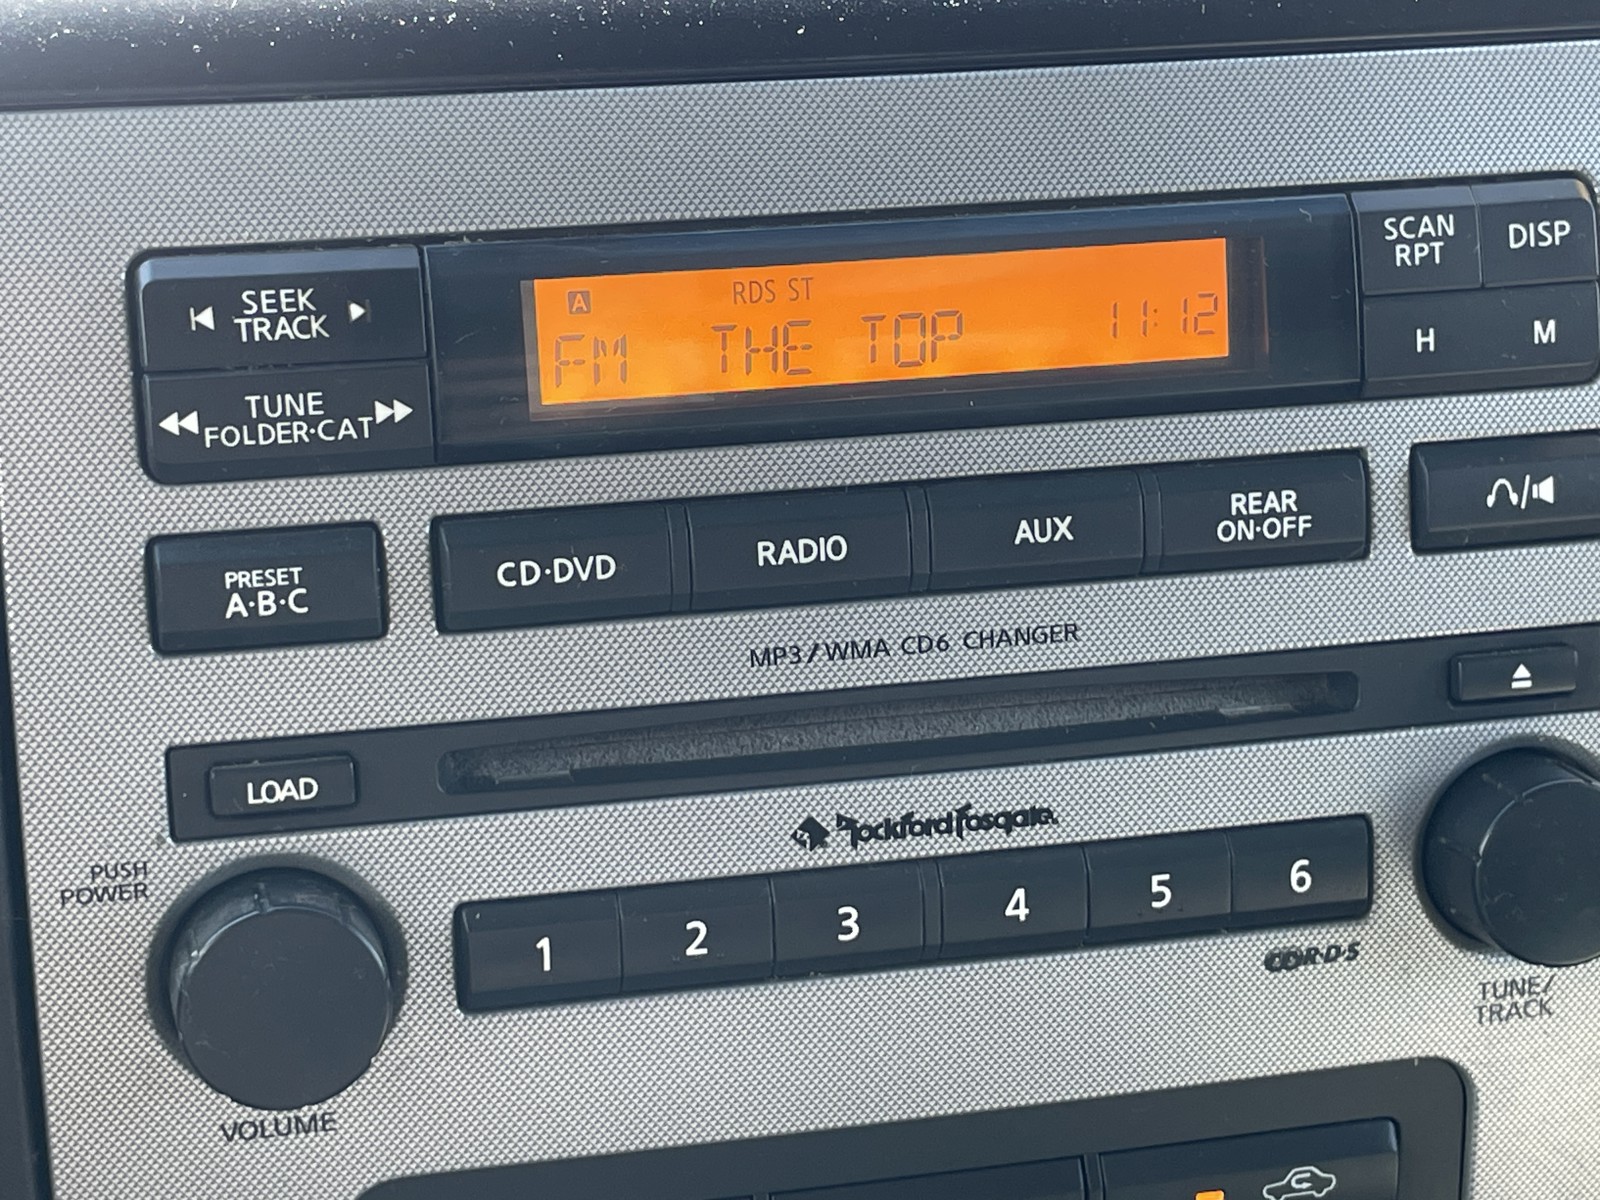 SEEK
TRACK
TUNE
FOLDER·CAT
A
RDS ST
FM THE TOP 11:12
SCAN
RPT
DISP
H
M
PRESET
A·B·C
CD·DVD
RADIO
AUX
REAR
ON·OFF
MP3/WMA CD6 CHANGER
LOAD
Rockford Fosgate
PUSH
POWER
VOLUME
1
2
3
4
5
6
R·D·S
TUNE/
TRACK